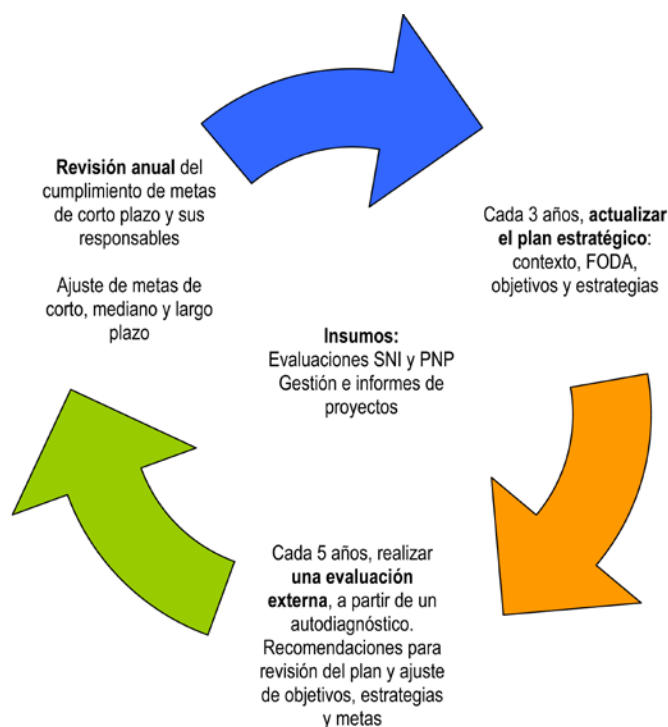 Revisión anual del
cumplimiento de metas
de corto plazo y sus
responsables
Ajuste de metas de
corto, mediano y largo
plazo
Cada 3 años, actualizar
el plan estratégico:
contexto, FODA,
objetivos y estrategias
Insumos:
Evaluaciones SNI y PNP
Gestión e informes de
proyectos
Cada 5 años, realizar
una evaluación
externa, a partir de un
autodiagnóstico.
Recomendaciones para
revisión del plan y ajuste
de objetivos, estrategias
y metas